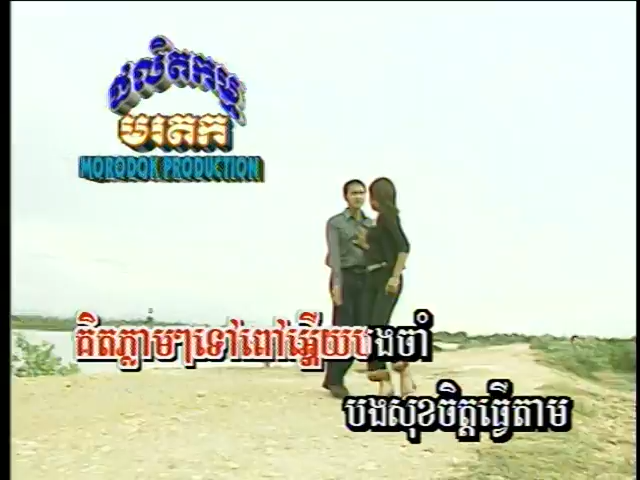 ផលិតកម្ម
មរតក
MORODOK PRODUCTION
គិតភ្លាមៗទៅពៅឆ្លើយបងចាំ
បងសុខចិត្តធ្វើតាម